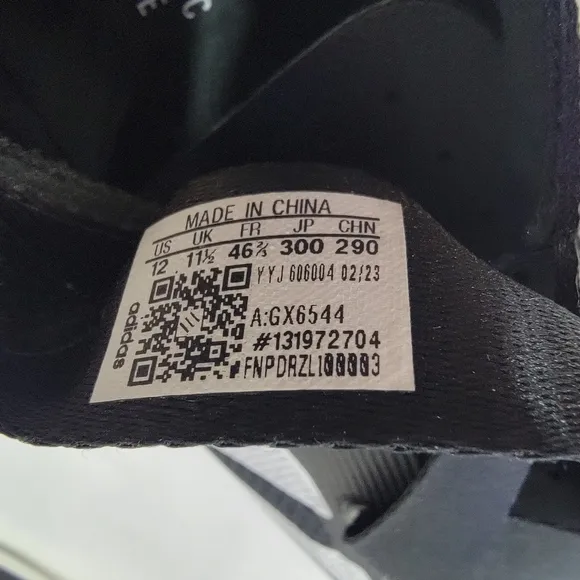 MADE IN CHINA
US UK FR JP CHN
12 11½ 46⅔ 300 290
YYJ 606004 02/23
A:GX6544
#131972704
adidas